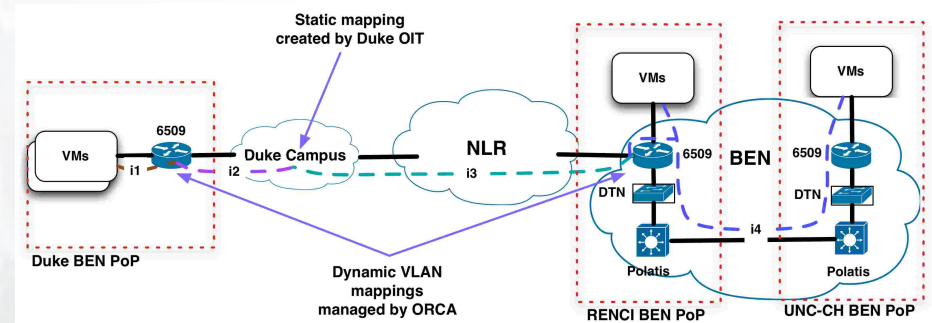 Static mapping
created by Duke OIT
VMs
VMs
6509
VMs
i1
i2
Duke Campus
NLR
i3
6509
BEN
6509
DTN
DTN
i4
Polatis
Polatis
Duke BEN PoP
Dynamic VLAN
mappings
managed by ORCA
RENCI BEN PoP
UNC-CH BEN PoP